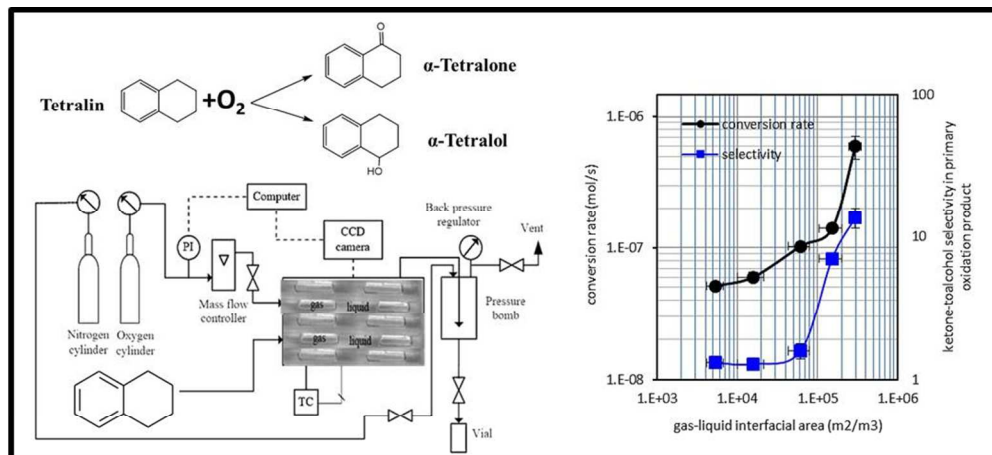 O
α-Tetralone
Tetralin
+O2
α-Tetralol
HO
Computer
CCD
camera
Back pressure
regulator
Vent
PI
Mass flow
controller
gas
liquid
gas
liquid
Pressure
bomb
Nitrogen
cylinder
Oxygen
cylinder
TC
Vial
1.E-06
1.E-07
1.E-08
conversion rate(mol/s)
conversion rate
selectivity
100
10
1
ketone-toalcohol selectivity in primary
oxidation product
1.E+03
1.E+04
1.E+05
1.E+06
gas-liquid interfacial area (m2/m3)